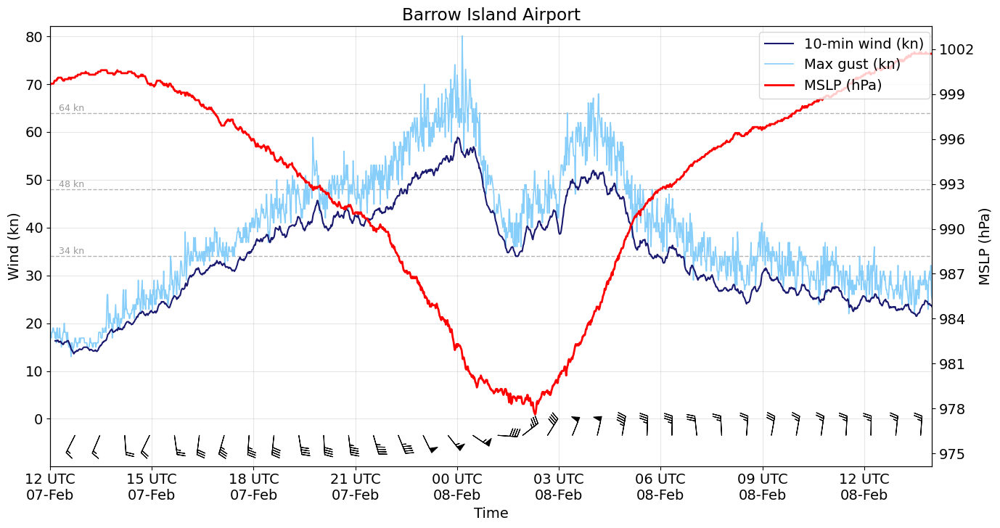 Barrow Island Airport
10-min wind (kn)
Max gust (kn)
MSLP (hPa)
Wind (kn)
80
70
60
50
40
30
20
10
0
64 kn
48 kn
34 kn
MSLP (hPa)
1002
999
996
993
990
987
984
981
978
975
12 UTC 15 UTC 18 UTC 21 UTC 00 UTC 03 UTC 06 UTC 09 UTC 12 UTC
07-Feb 07-Feb 07-Feb 07-Feb 08-Feb 08-Feb 08-Feb 08-Feb 08-Feb
Time